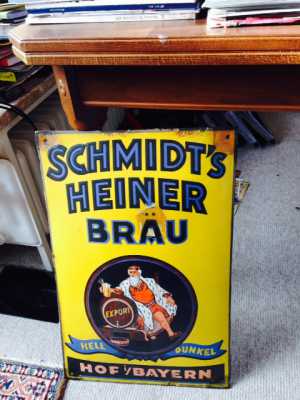 SCHMIDT's
HEINER
BRÄU
EXPORT
HELL DUNKEL
HOF i/BAYERN